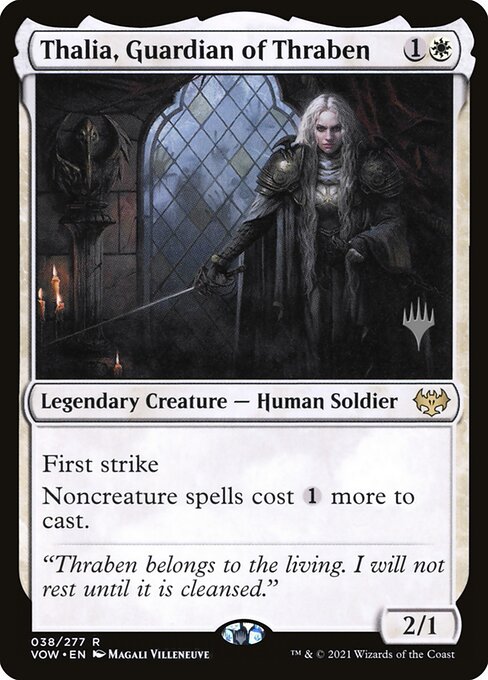 Thalia, Guardian of Thraben 1
Legendary Creature — Human Soldier
First strike
Noncreature spells cost 1 more to
cast.
“Thraben belongs to the living. I will not
rest until it is cleansed.”
2/1
038/277 R
VOW • EN Magali Villeneuve
™ & © 2021 Wizards of the Coast